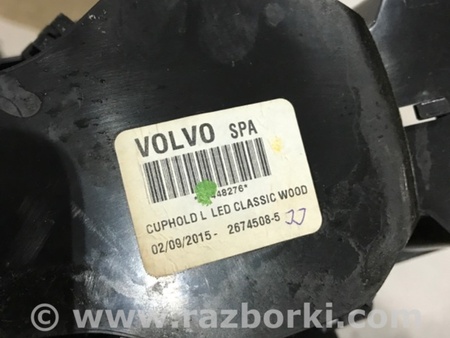 VOLVO SPA
48276*
CUPHOLD L LED CLASSIC WOOD
02/09/2015- 2674508-5
© www.razborki.com